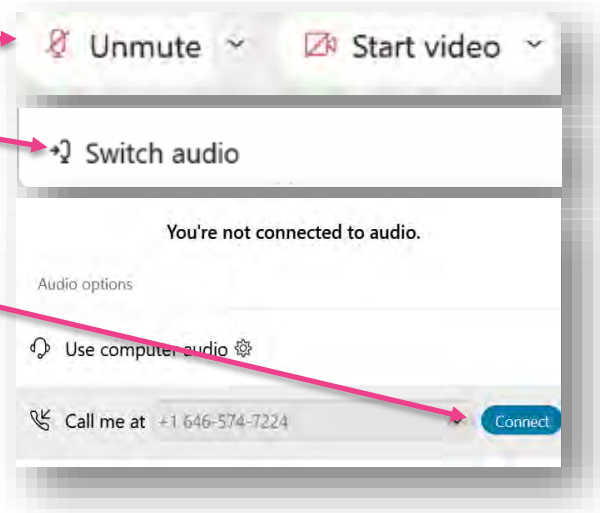 Unmute Start video
Switch audio
You're not connected to audio.
Audio options
Use computer audio
Call me at +1 646-574-7224 Connect